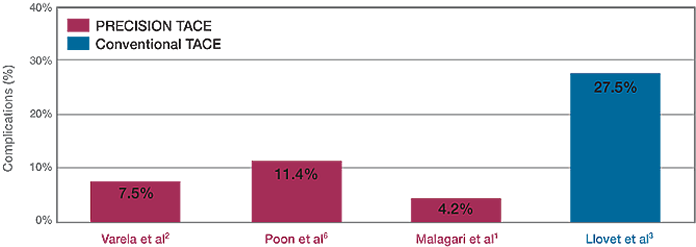 40%
PRECISION TACE
Conventional TACE
30%
20%
10%
0%
Complications (%)
27.5%
11.4%
7.5%
4.2%
Varela et al²
Poon et al⁶
Malagari et al¹
Llovet et al³